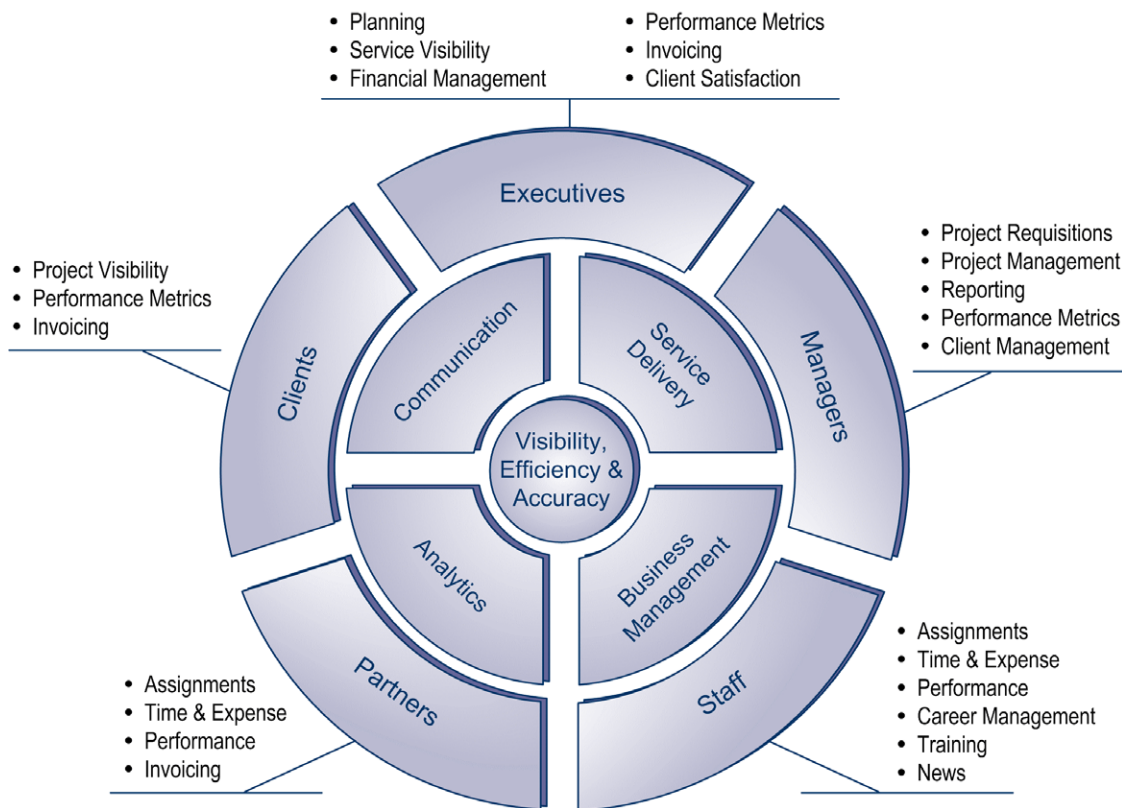 • Planning
• Service Visibility
• Financial Management
• Performance Metrics
• Invoicing
• Client Satisfaction
Executives
• Project Visibility
• Performance Metrics
• Invoicing
Clients
• Project Requisitions
• Project Management
• Reporting
• Performance Metrics
• Client Management
Managers
Communication
Service
Delivery
Visibility,
Efficiency &
Accuracy
Analytics
Business
Management
Partners
• Assignments
• Time & Expense
• Performance
• Invoicing
Staff
• Assignments
• Time & Expense
• Performance
• Career Management
• Training
• News